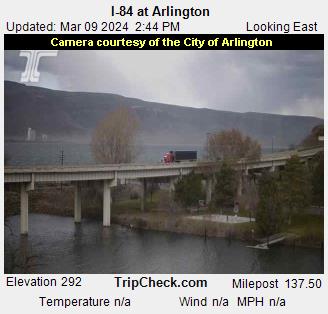 I-84 at Arlington
Updated: Mar 09 2024 2:44 PM Looking East
Camera courtesy of the City of Arlington
Elevation 292 TripCheck.com Milepost 137.50
Temperature n/a Wind n/a MPH n/a